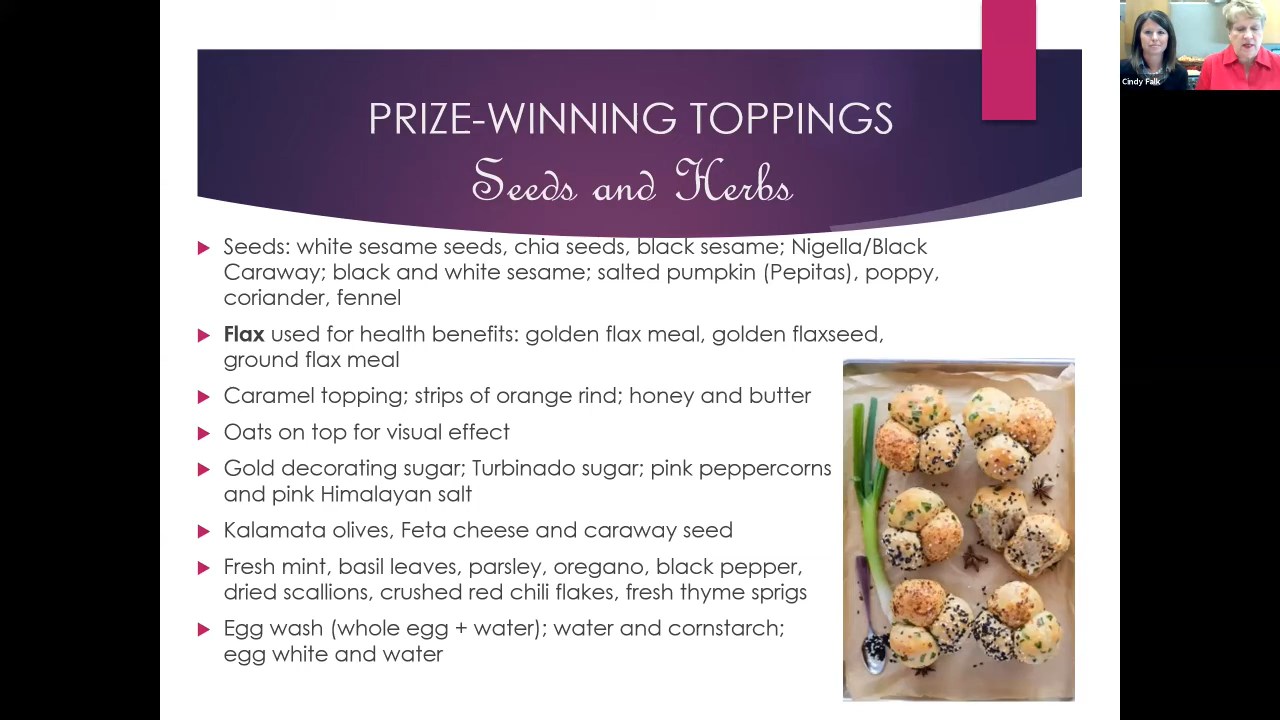 PRIZE-WINNING TOPPINGS
Seeds and Herbs
Seeds: white sesame seeds, chia seeds, black sesame; Nigella/Black
Caraway; black and white sesame; salted pumpkin (Pepitas), poppy,
coriander, fennel
Flax used for health benefits: golden flax meal, golden flaxseed,
ground flax meal
Caramel topping; strips of orange rind; honey and butter
Oats on top for visual effect
Gold decorating sugar; Turbinado sugar; pink peppercorns
and pink Himalayan salt
Kalamata olives, Feta cheese and caraway seed
Fresh mint, basil leaves, parsley, oregano, black pepper,
dried scallions, crushed red chili flakes, fresh thyme sprigs
Egg wash (whole egg + water); water and cornstarch;
egg white and water
Cindy Falk